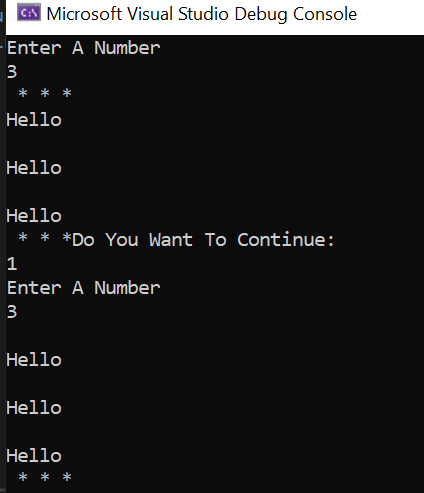 Microsoft Visual Studio Debug Console
Enter A Number
3
* * *
Hello
Hello
Hello
* * *Do You Want To Continue:
1
Enter A Number
3
Hello
Hello
Hello
* * *